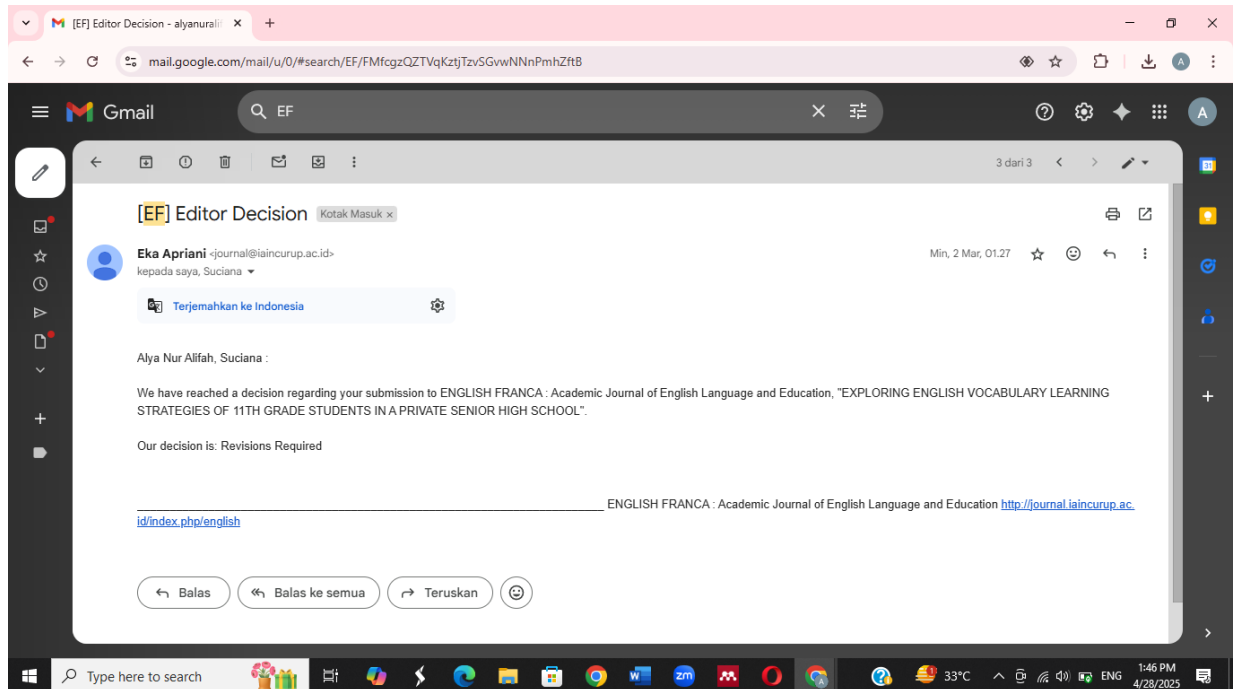 [EF] Editor Decision - alyanuralif
mail.google.com/mail/u/0/#search/EF/FMfcgzQZTVqKztjTzvSGvwNNnPmhZftB
A
Gmail
EF
A
3 dari 3
31
[EF] Editor Decision Kotak Masuk ×
Eka Apriani <journal@iaincurup.ac.id>
Min, 2 Mar, 01.27
kepada saya, Suciana
Terjemahkan ke Indonesia
Alya Nur Alifah, Suciana :
We have reached a decision regarding your submission to ENGLISH FRANCA : Academic Journal of English Language and Education, "EXPLORING ENGLISH VOCABULARY LEARNING
STRATEGIES OF 11TH GRADE STUDENTS IN A PRIVATE SENIOR HIGH SCHOOL".
Our decision is: Revisions Required
________________________________________________________________________ ENGLISH FRANCA : Academic Journal of English Language and Education http://journal.iaincurup.ac.
id/index.php/english
Balas
Balas ke semua
Teruskan
Type here to search
zm
33°C
ENG
1:46 PM
4/28/2025